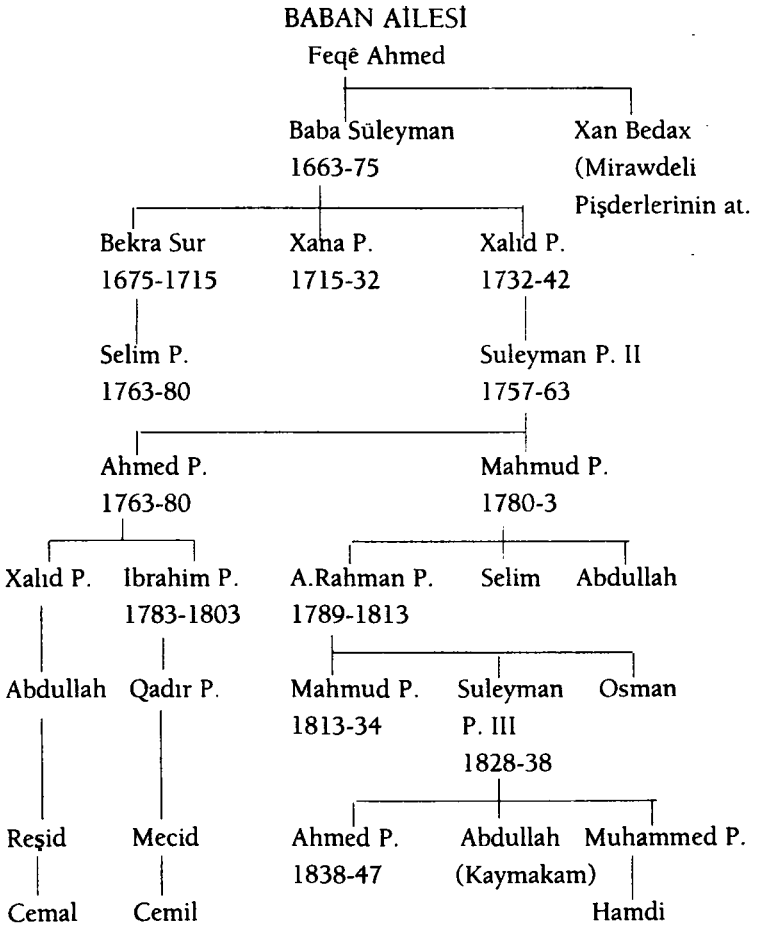 BABAN AİLESİ
Feqê Ahmed
Baba Süleyman Xan Bedax
1663-75 (Mirawdeli
Pişderlerinin at.
Bekra Sur Xana P. Xalıd P.
1675-1715 1715-32 1732-42
Selim P. Suleyman P. II
1763-80 1757-63
Ahmed P. Mahmud P.
1763-80 1780-3
Xalıd P. İbrahim P. A.Rahman P. Selim Abdullah
1783-1803 1789-1813
Abdullah Qadır P. Mahmud P. Suleyman Osman
1813-34 P. III
1828-38
Reşid Mecid Ahmed P. Abdullah Muhammed P.
1838-47 (Kaymakam)
Cemal Cemil Hamdi